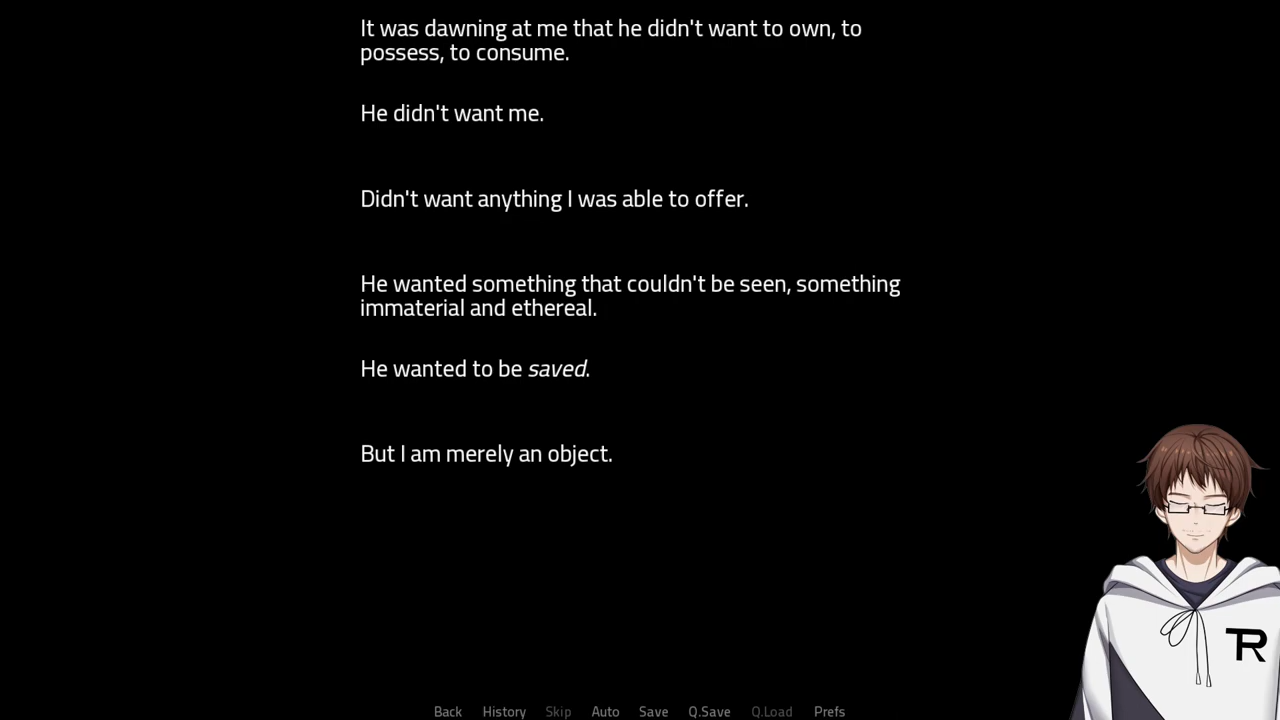 It was dawning at me that he didn't want to own, to
possess, to consume.
He didn't want me.
Didn't want anything I was able to offer.
He wanted something that couldn't be seen, something
immaterial and ethereal.
He wanted to be saved.
But I am merely an object.
TR
Back History Skip Auto Save Q.Save Q.Load Prefs